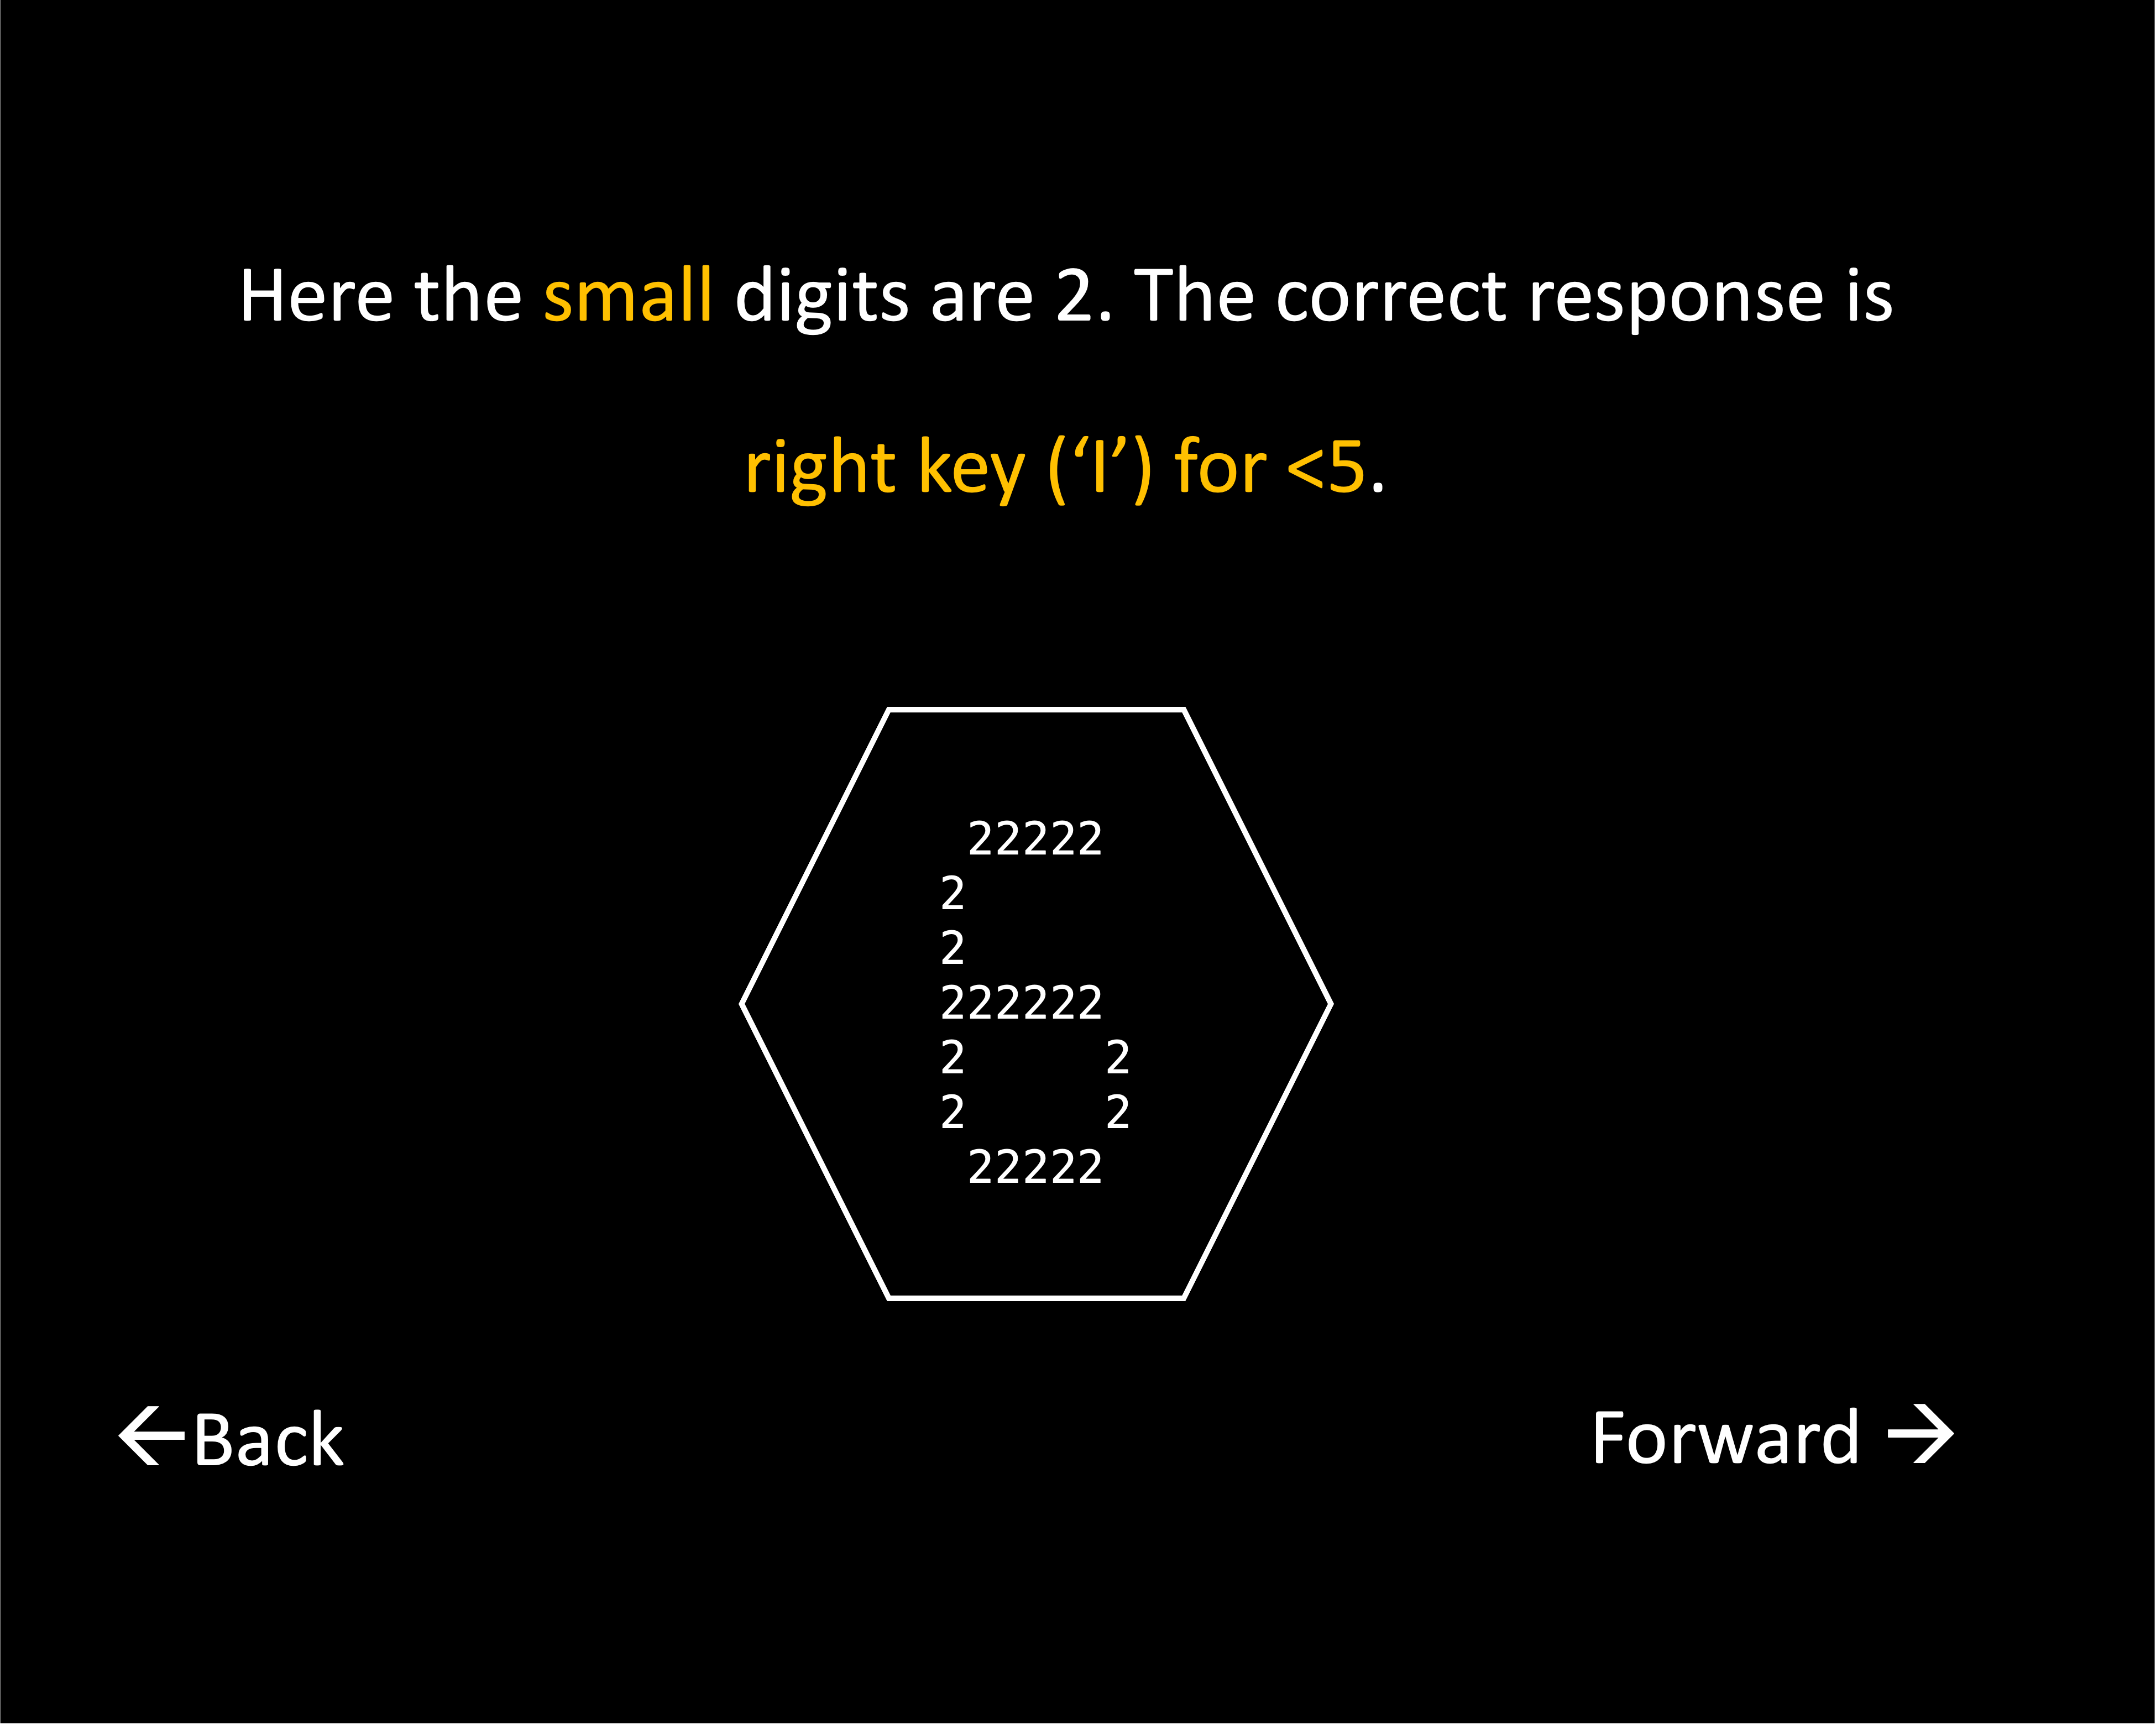 Here the small digits are 2. The correct response is
right key (‘l’) for <5.
22222
2
2
222222
2 2
2 2
22222
←Back
Forward →